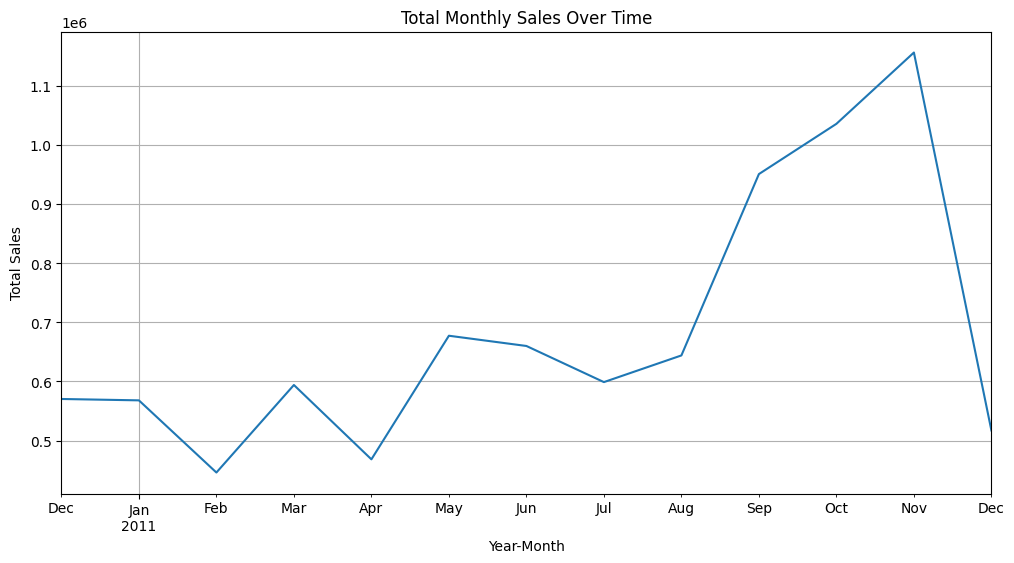 Total Monthly Sales Over Time
1e6
1.1
1.0
0.9
0.8
0.7
0.6
0.5
Total Sales
Dec Jan Feb Mar Apr May Jun Jul Aug Sep Oct Nov Dec
2011
Year-Month